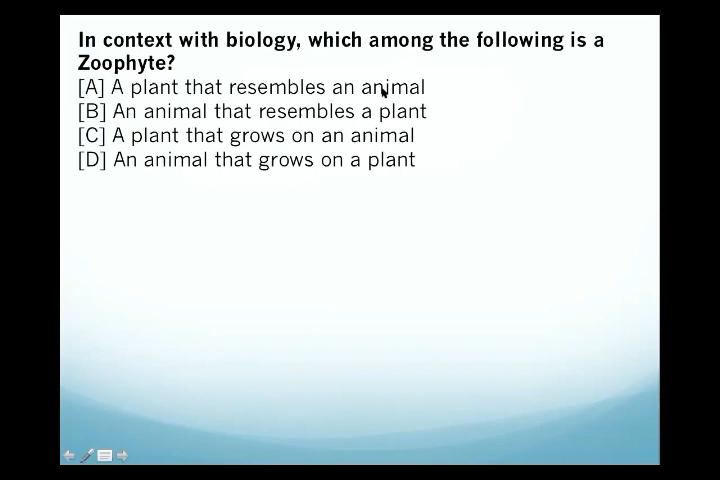 In context with biology, which among the following is a
Zoophyte?
[A] A plant that resembles an animal
[B] An animal that resembles a plant
[C] A plant that grows on an animal
[D] An animal that grows on a plant